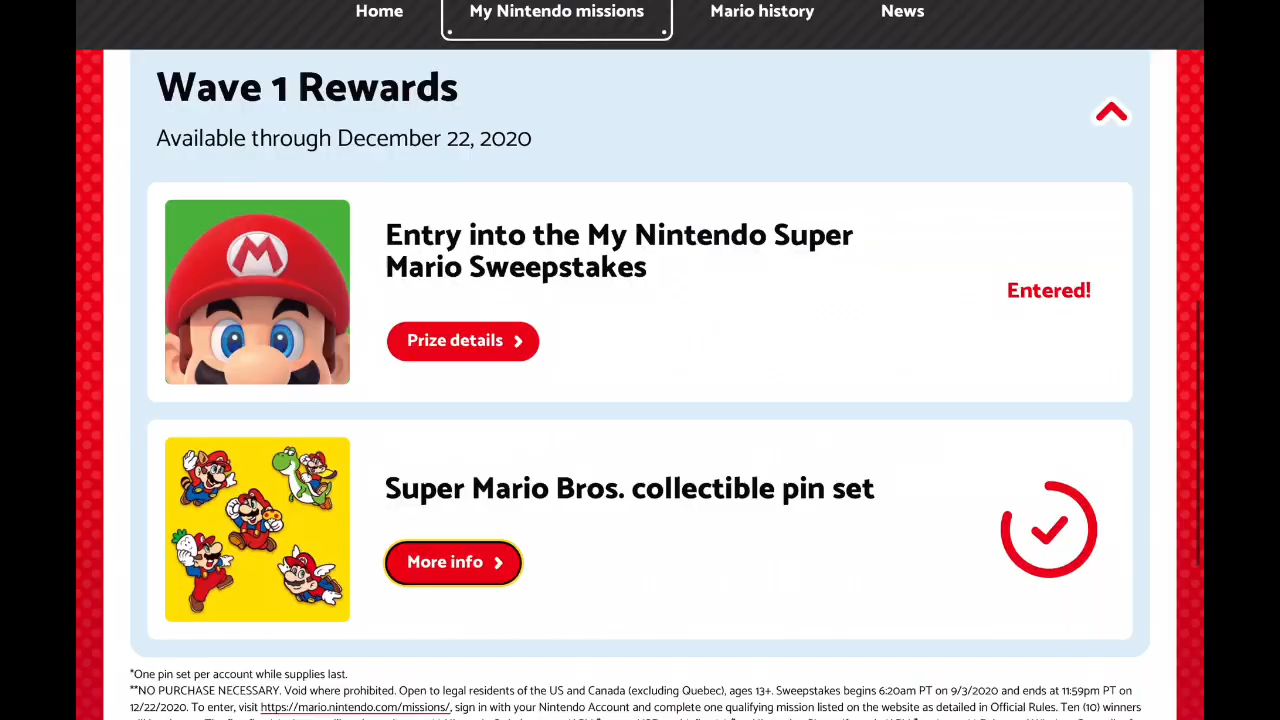 Home My Nintendo missions Mario history News
Wave 1 Rewards
Available through December 22, 2020
Entry into the My Nintendo Super
Mario Sweepstakes
Entered!
Prize details
Super Mario Bros. collectible pin set
More info
*One pin set per account while supplies last.
**NO PURCHASE NECESSARY. Void where prohibited. Open to legal residents of the US and Canada (excluding Quebec), ages 13+. Sweepstakes begins 6:20am PT on 9/3/2020 and ends at 11:59pm PT on
12/22/2020. To enter, visit https://mario.nintendo.com/missions/, sign in with your Nintendo Account and complete one qualifying mission listed on the website as detailed in Official Rules. Ten (10) winners